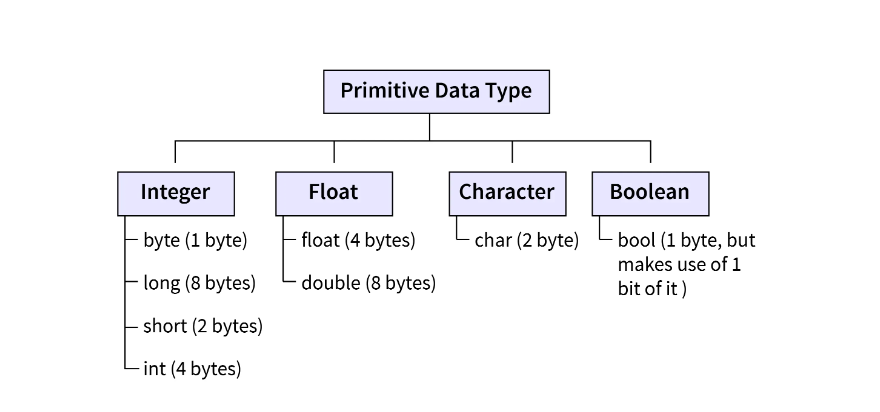 Primitive Data Type
Integer
Float
Character
Boolean
byte (1 byte)
long (8 bytes)
short (2 bytes)
int (4 bytes)
float (4 bytes)
double (8 bytes)
char (2 byte)
bool (1 byte, but
makes use of 1
bit of it )